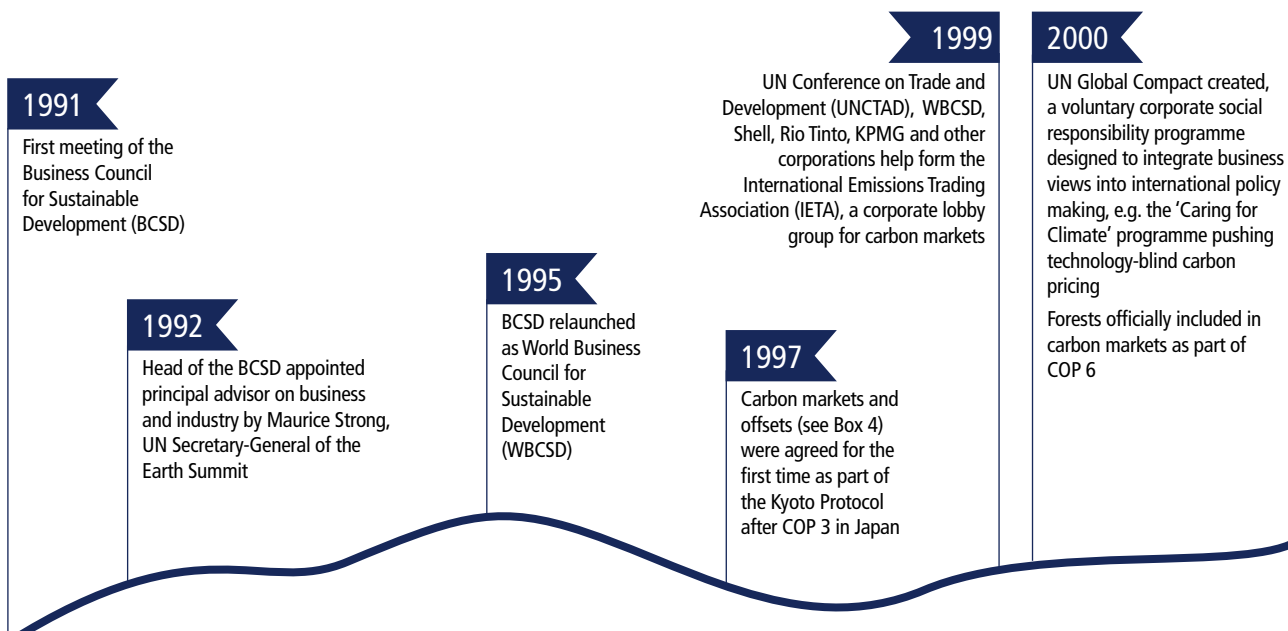 1991
First meeting of the
Business Council
for Sustainable
Development (BCSD)
1992
Head of the BCSD appointed
principal advisor on business
and industry by Maurice Strong,
UN Secretary-General of the
Earth Summit
1995
BCSD relaunched
as World Business
Council for
Sustainable
Development
(WBCSD)
1997
Carbon markets and
offsets (see Box 4)
were agreed for the
first time as part of
the Kyoto Protocol
after COP 3 in Japan
1999
UN Conference on Trade and
Development (UNCTAD), WBCSD,
Shell, Rio Tinto, KPMG and other
corporations help form the
International Emissions Trading
Association (IETA), a corporate lobby
group for carbon markets
2000
UN Global Compact created,
a voluntary corporate social
responsibility programme
designed to integrate business
views into international policy
making, e.g. the ‘Caring for
Climate’ programme pushing
technology-blind carbon
pricing
Forests officially included in
carbon markets as part of
COP 6